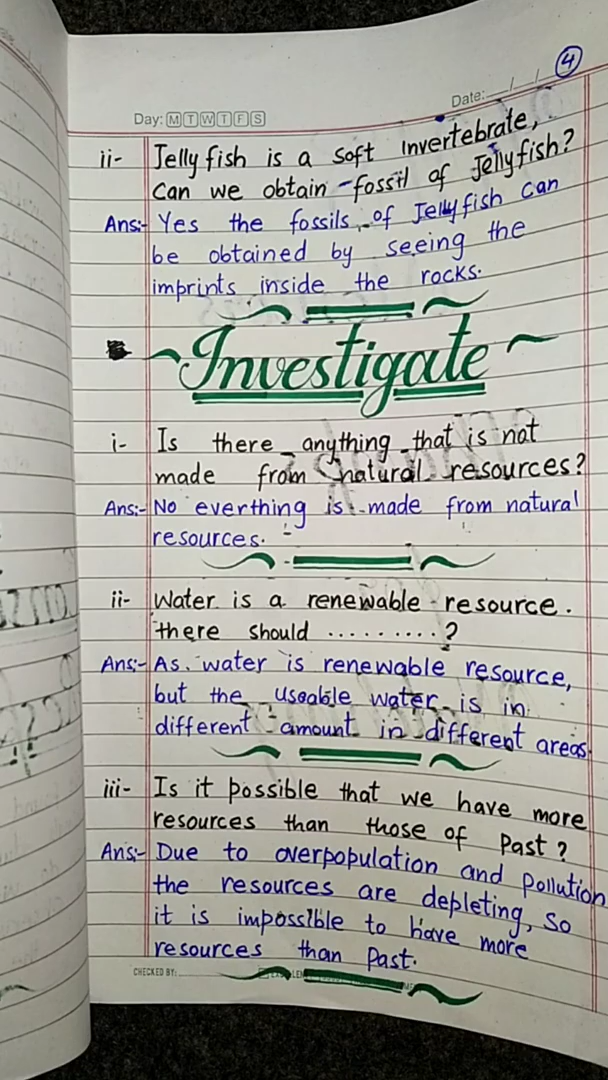 4
Day: M T W T F S Date: __/__/__
ii- Jelly fish is a soft invertebrate,
can we obtain fossil of Jellyfish?
Ans:- Yes the fossils of Jellyfish can
be obtained by seeing the
imprints inside the rocks.
Investigate
i- Is there anything that is not
made from natural resources?
Ans:- No everthing is made from natural
resources.
ii- Water is a renewable resource.
there should ..........?
Ans:- As water is renewable resource,
but the useable water is in
different amount in different areas.
iii- Is it possible that we have more
resources than those of Past?
Ans:- Due to overpopulation and pollution
the resources are depleting, so
it is impossible to have more
resources than Past.
CHECKED BY: